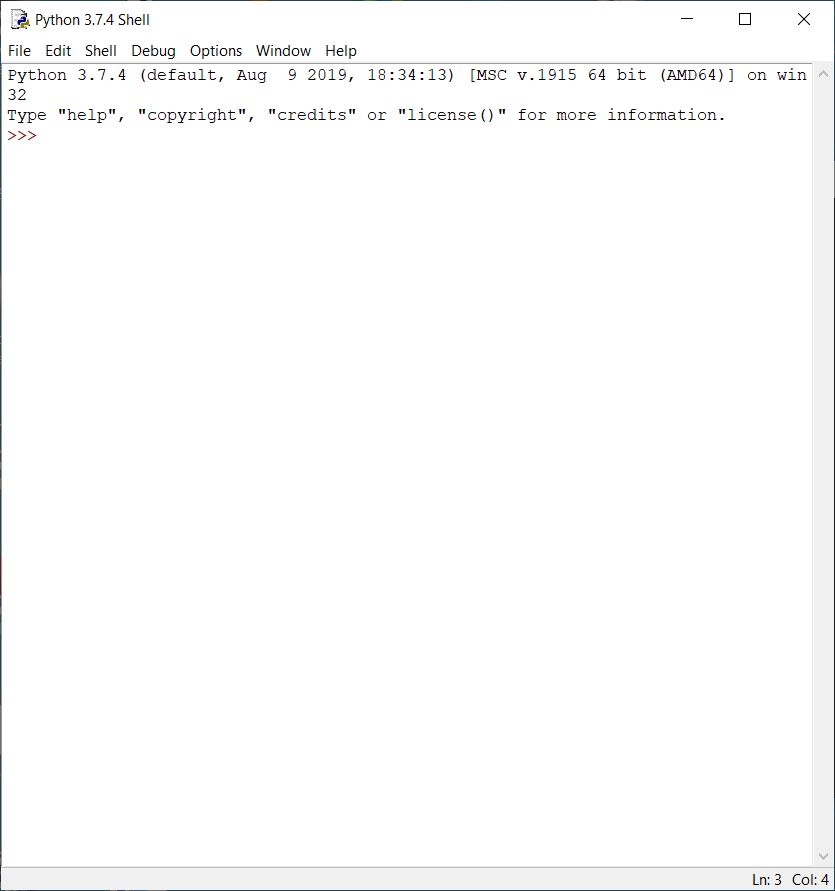 Python 3.7.4 Shell
File Edit Shell Debug Options Window Help
Python 3.7.4 (default, Aug  9 2019, 18:34:13) [MSC v.1915 64 bit (AMD64)] on win
32
Type "help", "copyright", "credits" or "license()" for more information.
>>>
Ln: 3 Col: 4